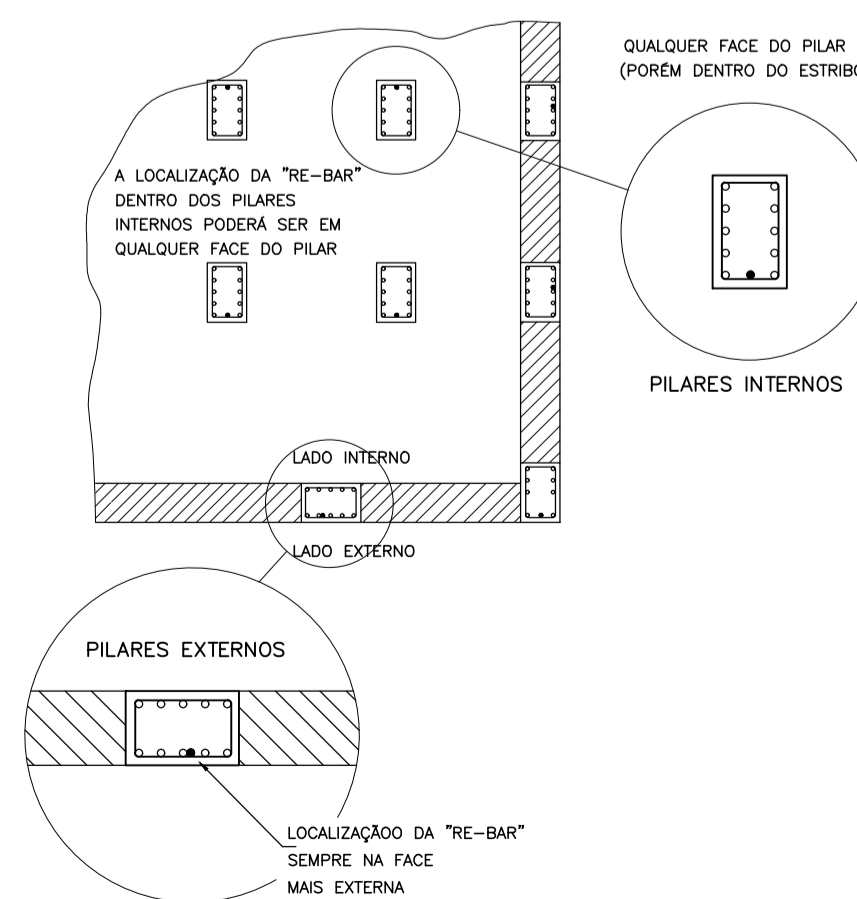 QUALQUER FACE DO PILAR
(PORÉM DENTRO DO ESTRIBO
A LOCALIZAÇÃO DA "RE-BAR"
DENTRO DOS PILARES
INTERNOS PODERÁ SER EM
QUALQUER FACE DO PILAR
PILARES INTERNOS
LADO INTERNO
LADO EXTERNO
PILARES EXTERNOS
LOCALIZAÇÃOO DA "RE-BAR"
SEMPRE NA FACE
MAIS EXTERNA